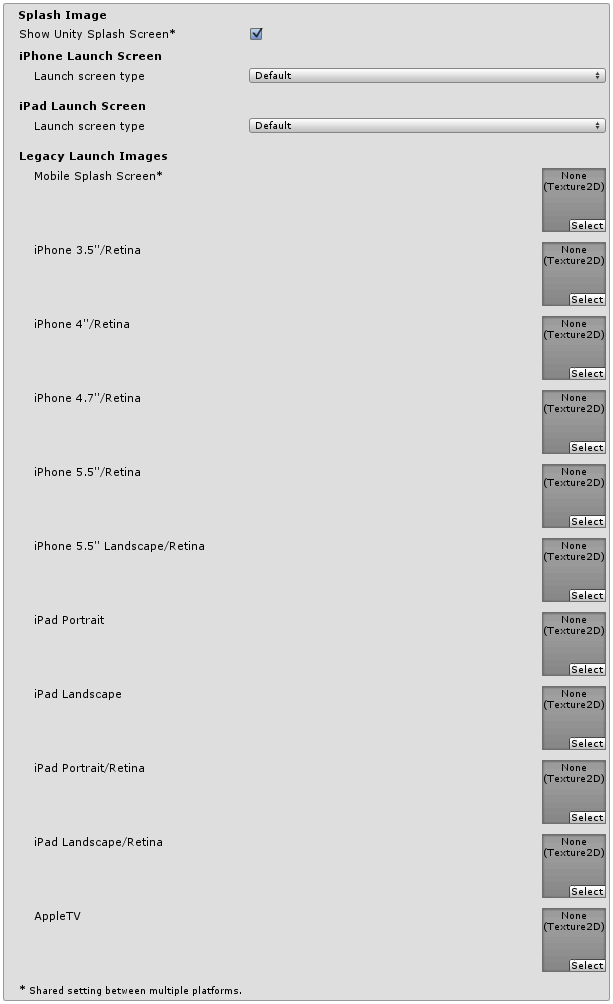 Splash Image
Show Unity Splash Screen*
iPhone Launch Screen
Launch screen type Default
iPad Launch Screen
Launch screen type Default
Legacy Launch Images
Mobile Splash Screen* None
(Texture2D)
Select
iPhone 3.5"/Retina None
(Texture2D)
Select
iPhone 4"/Retina None
(Texture2D)
Select
iPhone 4.7"/Retina None
(Texture2D)
Select
iPhone 5.5"/Retina None
(Texture2D)
Select
iPhone 5.5" Landscape/Retina None
(Texture2D)
Select
iPad Portrait None
(Texture2D)
Select
iPad Landscape None
(Texture2D)
Select
iPad Portrait/Retina None
(Texture2D)
Select
iPad Landscape/Retina None
(Texture2D)
Select
AppleTV None
(Texture2D)
Select
* Shared setting between multiple platforms.